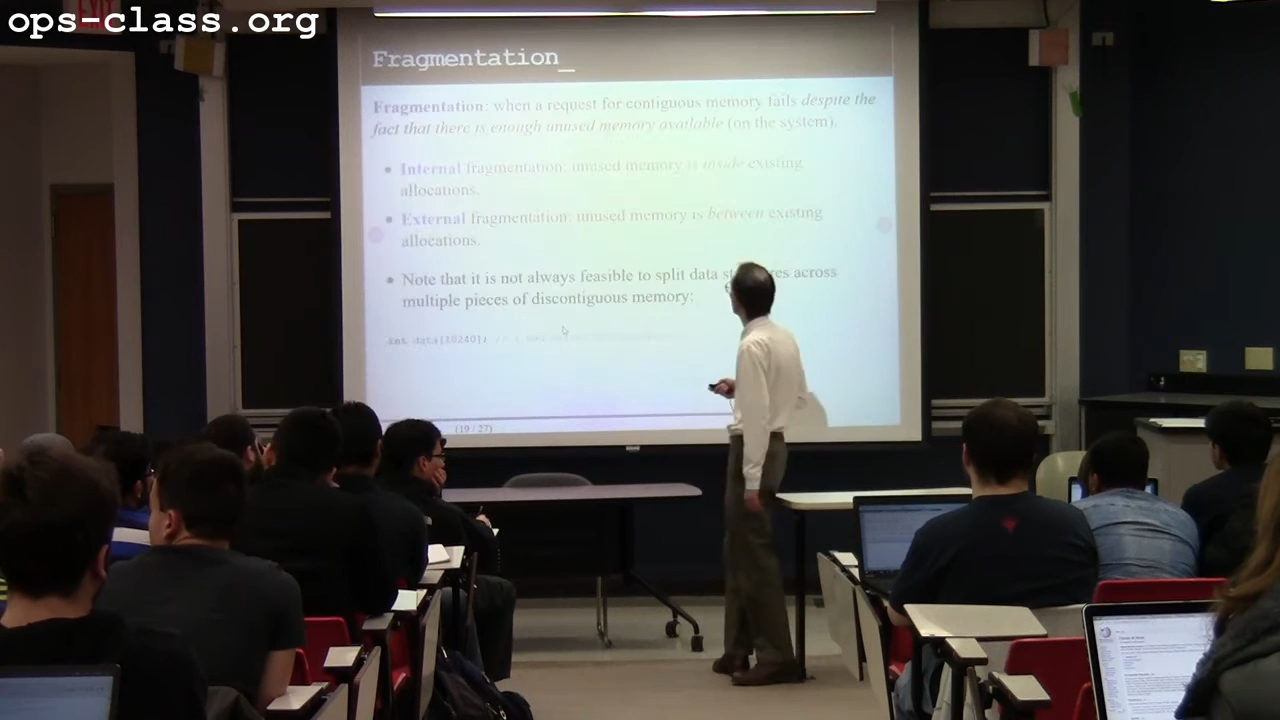 EXIT
ops-class.org
Fragmentation_
Fragmentation: when a request for contiguous memory fails despite the
fact that there is enough unused memory available (on the system).
• Internal fragmentation: unused memory is inside existing
allocations.
• External fragmentation: unused memory is between existing
allocations.
• Note that it is not always feasible to split data across
multiple pieces of discontiguous memory:
int data[10240];
(19 / 27)